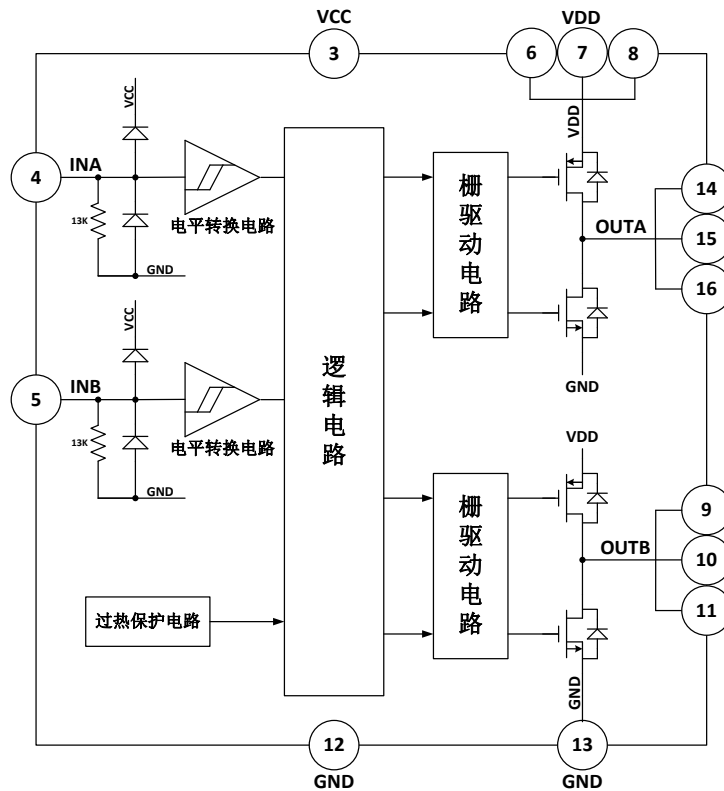 VCC
VDD
3
6
7
8
VCC
VDD
4
INA
13K
电平转换电路
GND
栅驱动电路
OUTA
14
15
16
GND
VCC
5
INB
13K
电平转换电路
GND
逻辑电路
VDD
栅驱动电路
OUTB
9
10
11
过热保护电路
GND
12
13
GND
GND